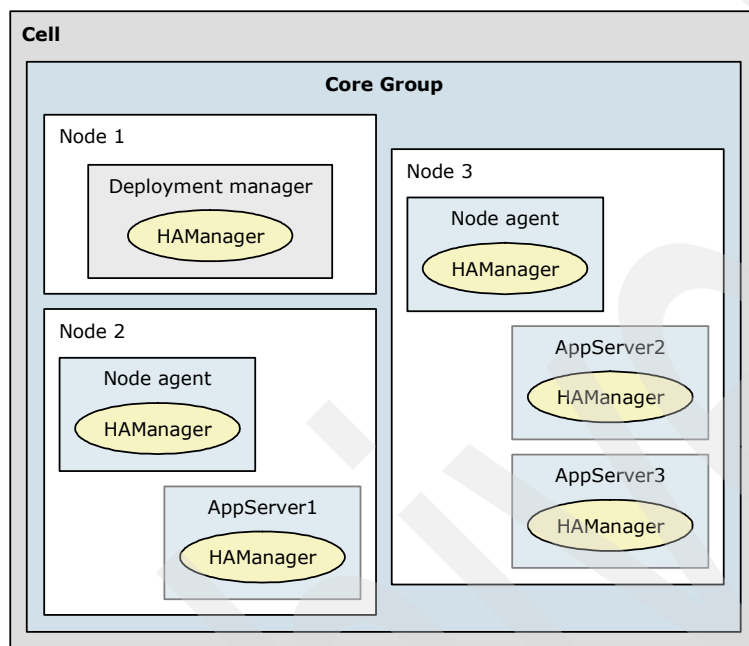 Cell
Core Group
Node 1
Deployment manager
HAManager
Node 2
Node agent
HAManager
AppServer1
HAManager
Node 3
Node agent
HAManager
AppServer2
HAManager
AppServer3
HAManager